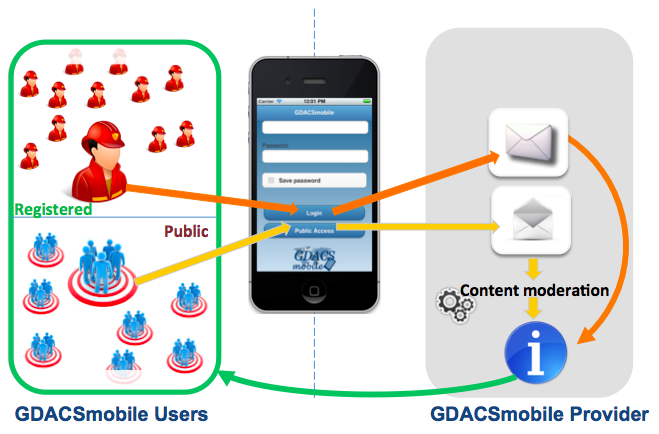 Carrier
12:01 PM
GDACSmobile
Password
Save password
Login
Public Access
GDACS
mobile
Registered
Public
Content moderation
i
GDACSmobile Users
GDACSmobile Provider